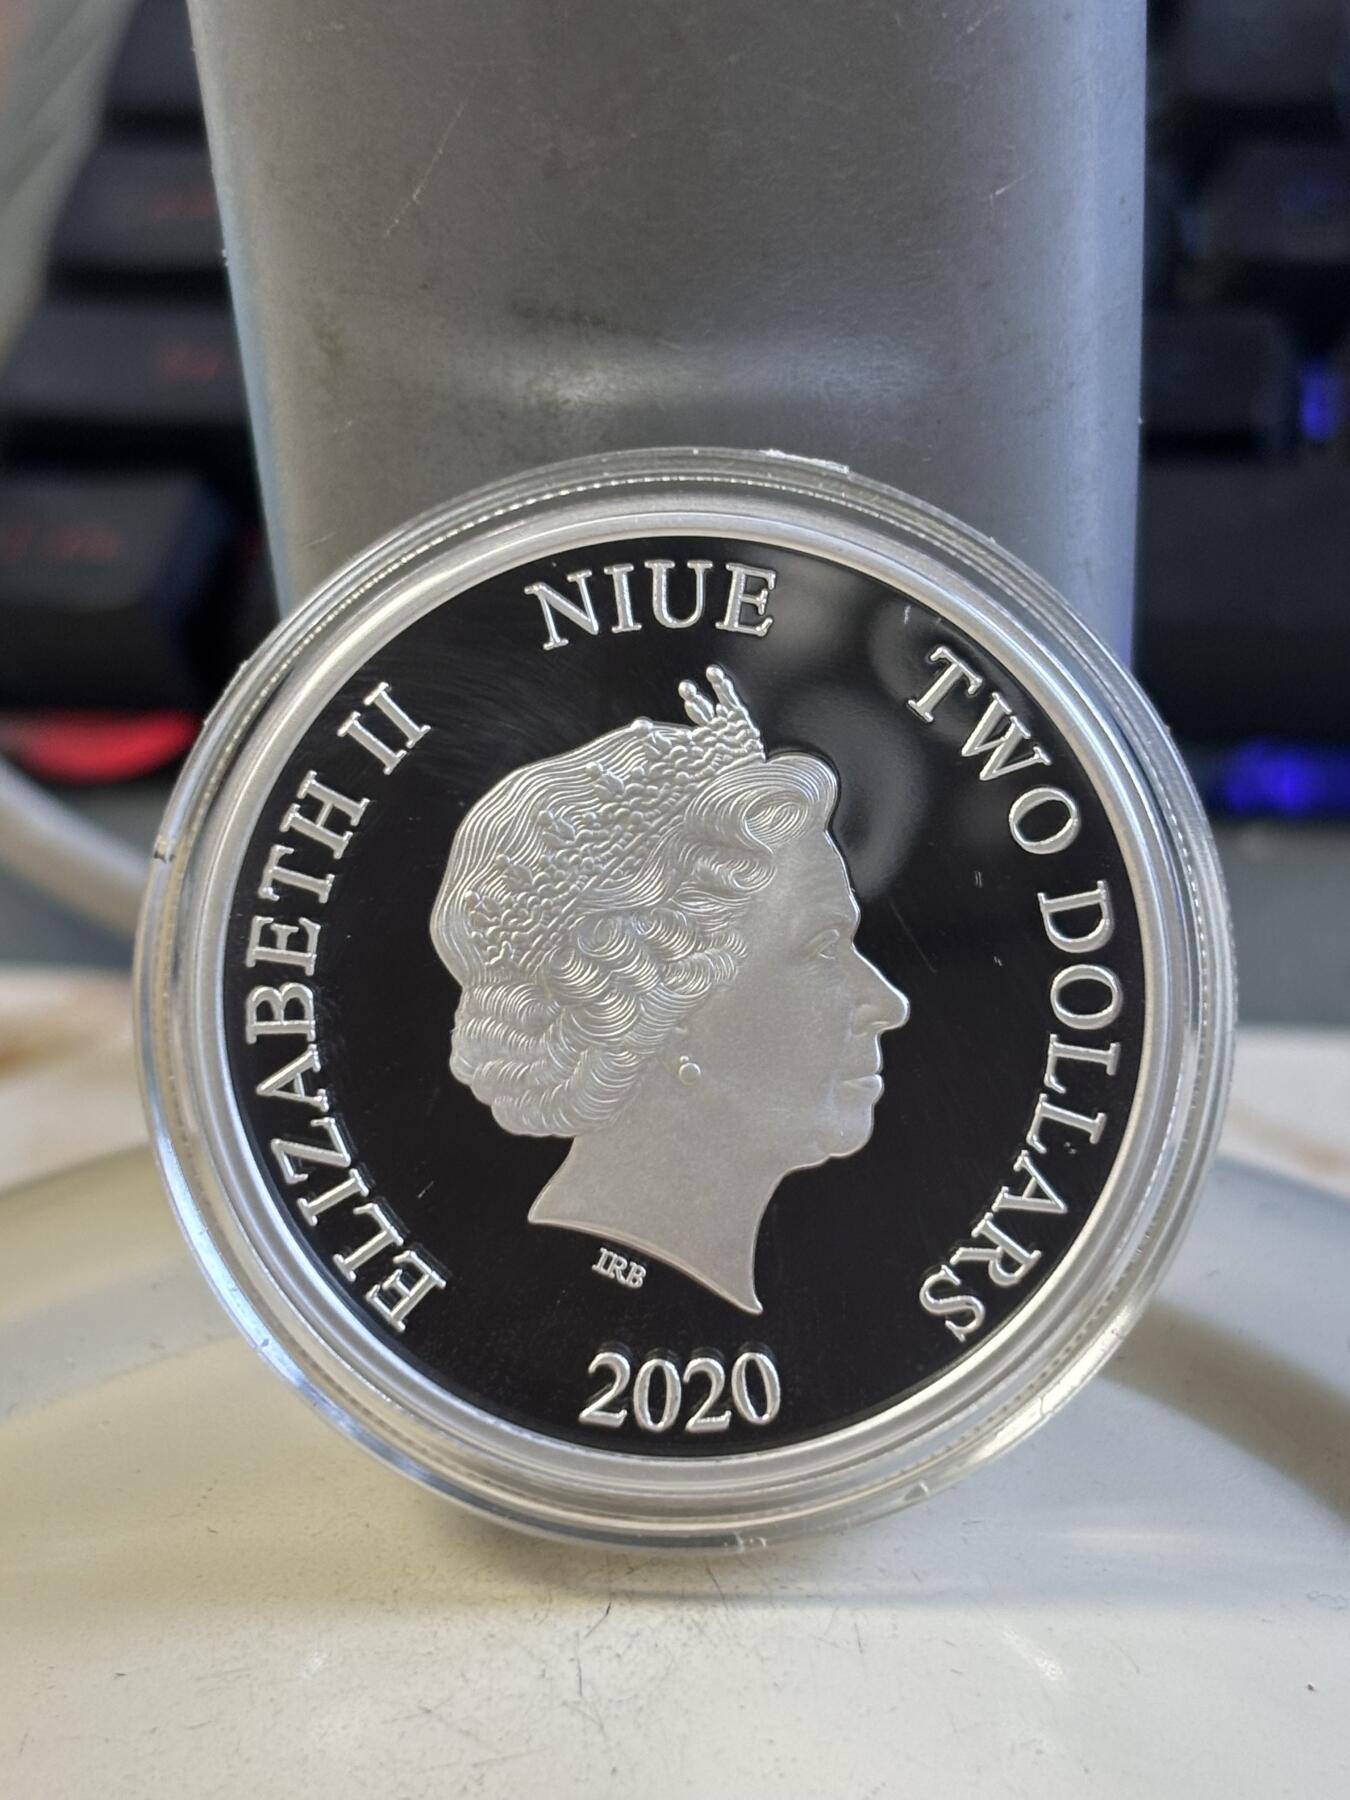 ELIZABETH II
NIUE
TWO DOLLARS
IRB
2020